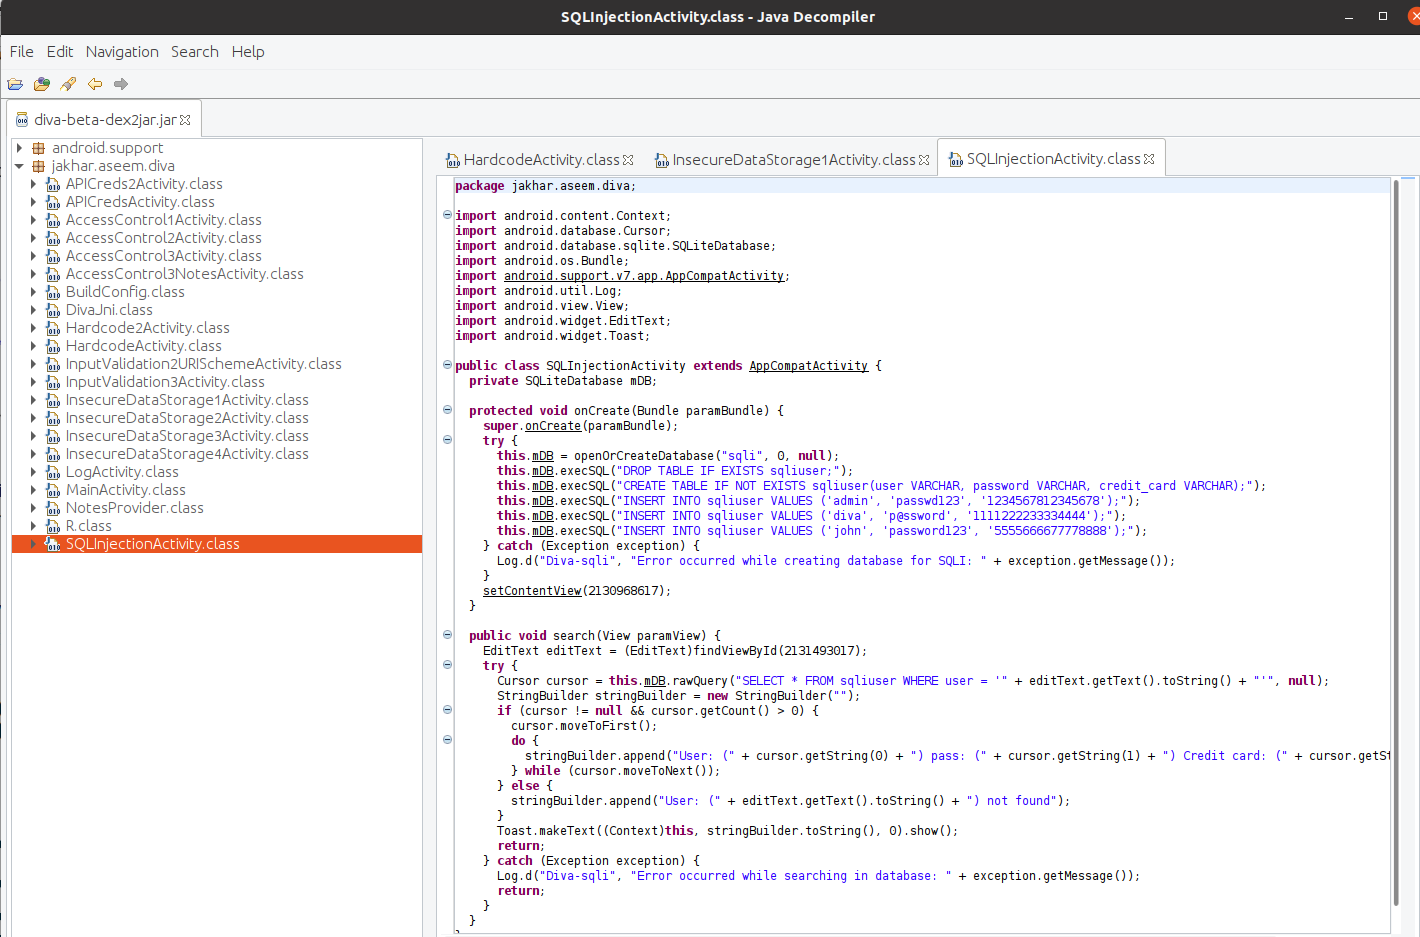 SQLInjectionActivity.class - Java Decompiler
File Edit Navigation Search Help
diva-beta-dex2jar.jar
android.support
jakhar.aseem.diva
APICreds2Activity.class
APICredsActivity.class
AccessControl1Activity.class
AccessControl2Activity.class
AccessControl3Activity.class
AccessControl3NotesActivity.class
BuildConfig.class
DivaJni.class
Hardcode2Activity.class
HardcodeActivity.class
InputValidation2URISchemeActivity.class
InputValidation3Activity.class
InsecureDataStorage1Activity.class
InsecureDataStorage2Activity.class
InsecureDataStorage3Activity.class
InsecureDataStorage4Activity.class
LogActivity.class
MainActivity.class
NotesProvider.class
R.class
SQLInjectionActivity.class
HardcodeActivity.class InsecureDataStorage1Activity.class SQLInjectionActivity.class
package jakhar.aseem.diva;
import android.content.Context;
import android.database.Cursor;
import android.database.sqlite.SQLiteDatabase;
import android.os.Bundle;
import android.support.v7.app.AppCompatActivity;
import android.util.Log;
import android.view.View;
import android.widget.EditText;
import android.widget.Toast;
public class SQLInjectionActivity extends AppCompatActivity {
private SQLiteDatabase mDB;
protected void onCreate(Bundle paramBundle) {
super.onCreate(paramBundle);
try {
this.mDB = openOrCreateDatabase("sqli", 0, null);
this.mDB.execSQL("DROP TABLE IF EXISTS sqliuser;");
this.mDB.execSQL("CREATE TABLE IF NOT EXISTS sqliuser(user VARCHAR, password VARCHAR, credit_card VARCHAR);");
this.mDB.execSQL("INSERT INTO sqliuser VALUES ('admin', 'passwd123', '1234567812345678');");
this.mDB.execSQL("INSERT INTO sqliuser VALUES ('diva', 'p@ssword', '1111222233334444');");
this.mDB.execSQL("INSERT INTO sqliuser VALUES ('john', 'password123', '5555666677778888');");
} catch (Exception exception) {
Log.d("Diva-sqli", "Error occurred while creating database for SQLI: " + exception.getMessage());
}
setContentView(2130968617);
}
public void search(View paramView) {
EditText editText = (EditText)findViewById(2131493017);
try {
Cursor cursor = this.mDB.rawQuery("SELECT * FROM sqliuser WHERE user = '" + editText.getText().toString() + "'", null);
StringBuilder stringBuilder = new StringBuilder("");
if (cursor != null && cursor.getCount() > 0) {
cursor.moveToFirst();
do {
stringBuilder.append("User: (" + cursor.getString(0) + ") pass: (" + cursor.getString(1) + ") Credit card: (" + cursor.getSt
} while (cursor.moveToNext());
} else {
stringBuilder.append("User: (" + editText.getText().toString() + ") not found");
}
Toast.makeText((Context)this, stringBuilder.toString(), 0).show();
return;
} catch (Exception exception) {
Log.d("Diva-sqli", "Error occurred while searching in database: " + exception.getMessage());
return;
}
}